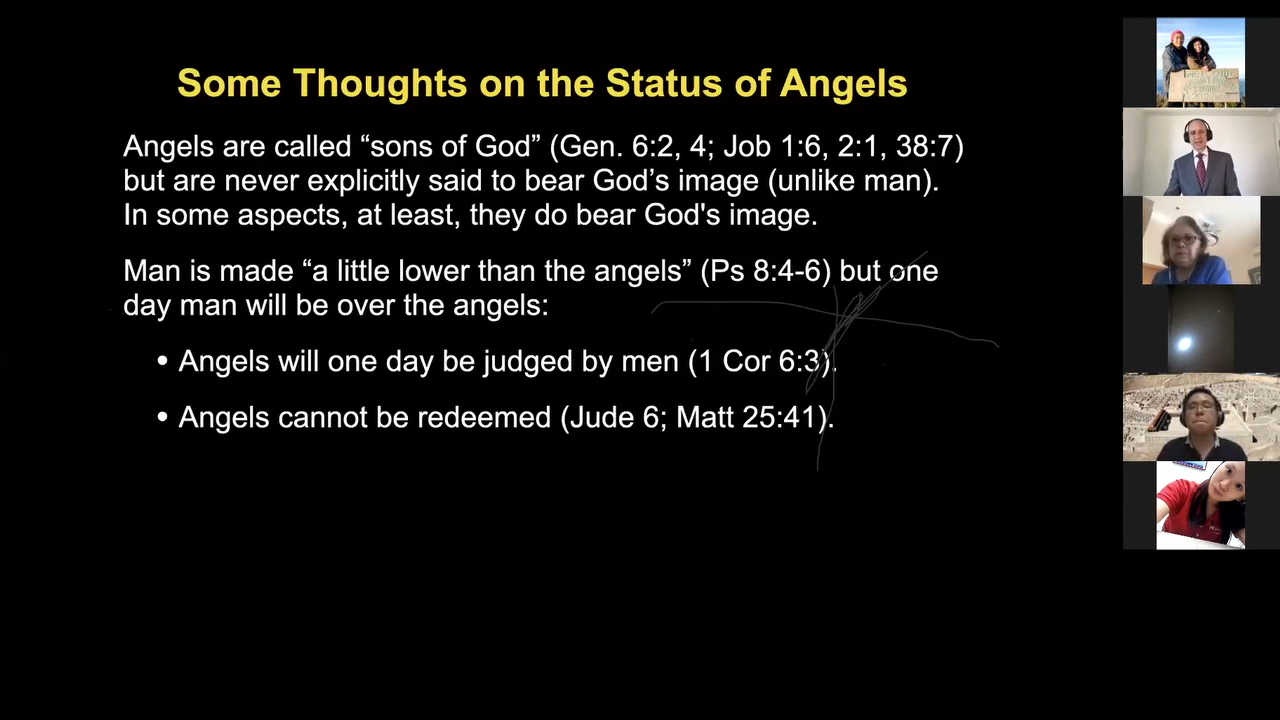 Some Thoughts on the Status of Angels
Angels are called “sons of God” (Gen. 6:2, 4; Job 1:6, 2:1, 38:7)
but are never explicitly said to bear God’s image (unlike man).
In some aspects, at least, they do bear God's image.
Man is made “a little lower than the angels” (Ps 8:4-6) but one
day man will be over the angels:
• Angels will one day be judged by men (1 Cor 6:3).
• Angels cannot be redeemed (Jude 6; Matt 25:41).